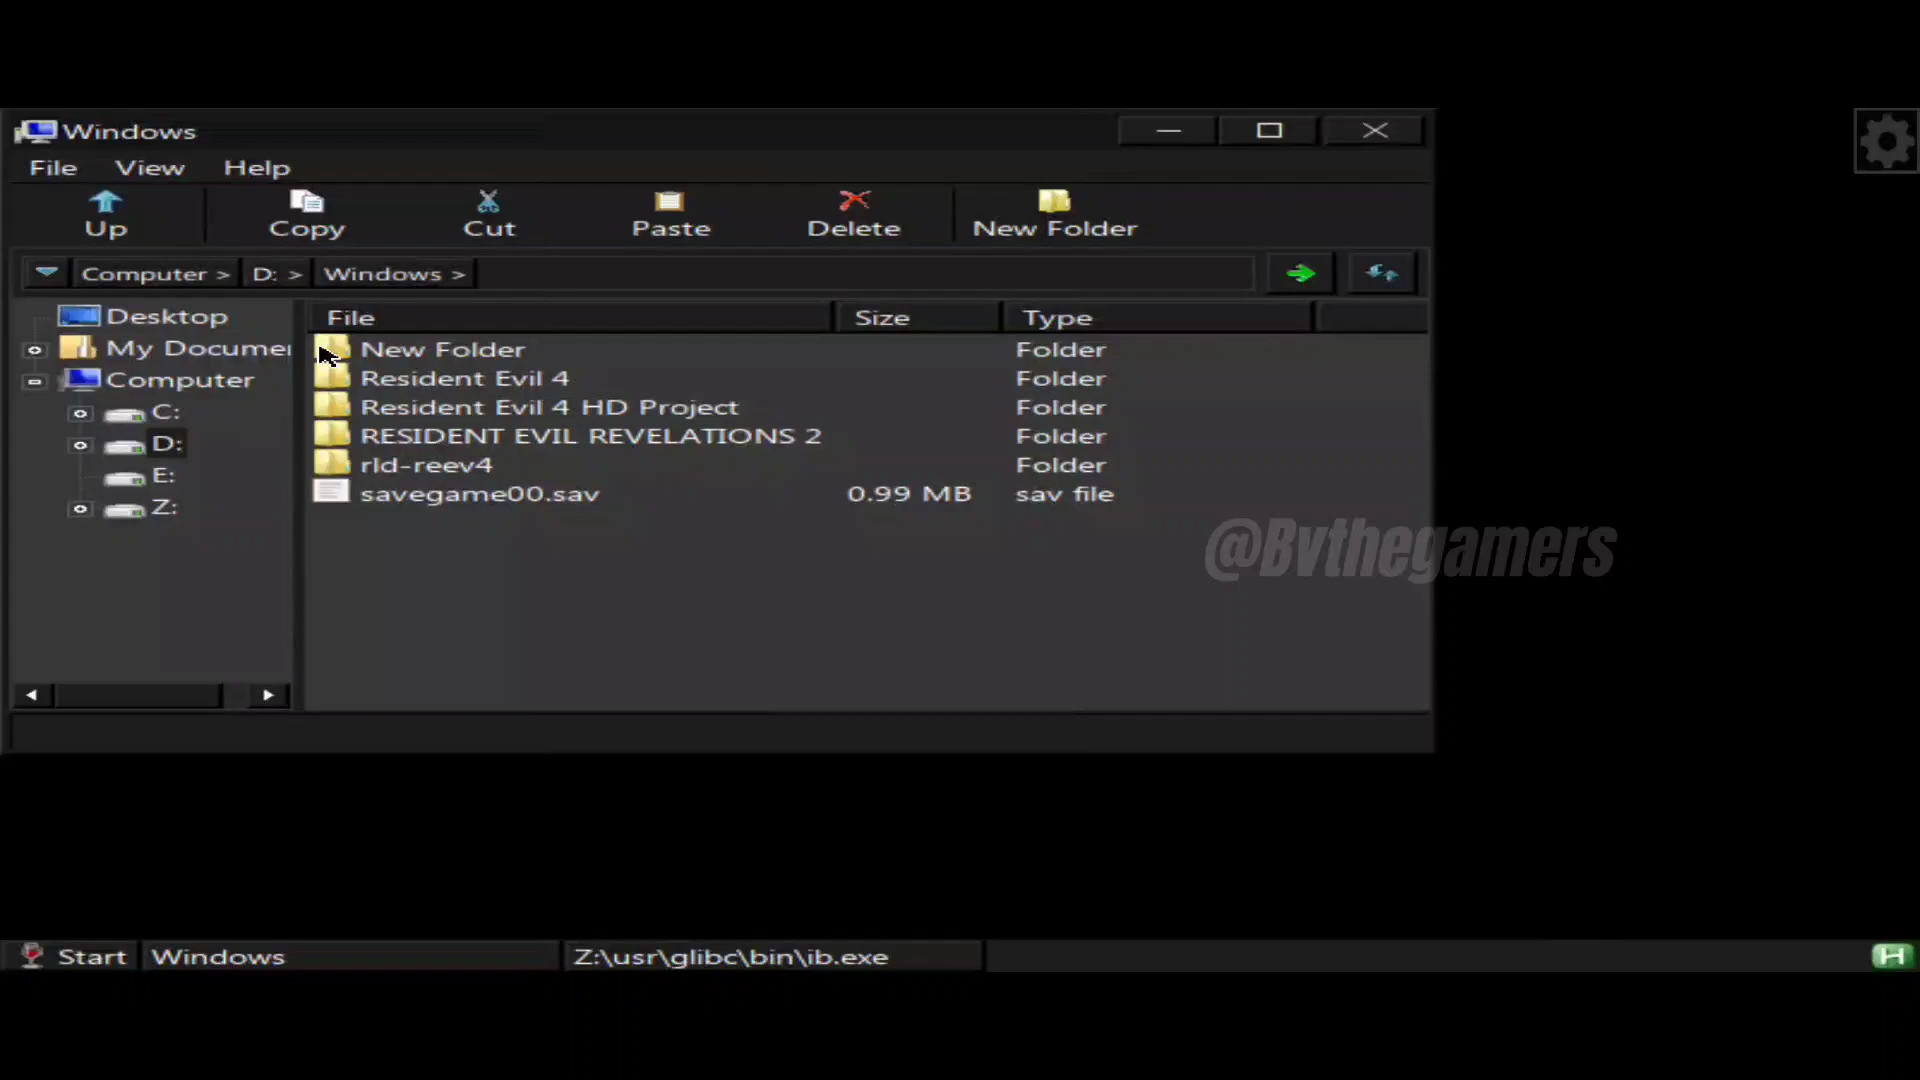 Windows
File View Help
Up Copy Cut Paste Delete New Folder
Computer > D: > Windows >
Desktop
My Documen
Computer
C:
D:
E:
Z:
File Size Type
New Folder Folder
Resident Evil 4 Folder
Resident Evil 4 HD Project Folder
RESIDENT EVIL REVELATIONS 2 Folder
rld-reev4 Folder
savegame00.sav 0.99 MB sav file
@Bvthegamers
Start Windows Z:\usr\glibc\bin\ib.exe H